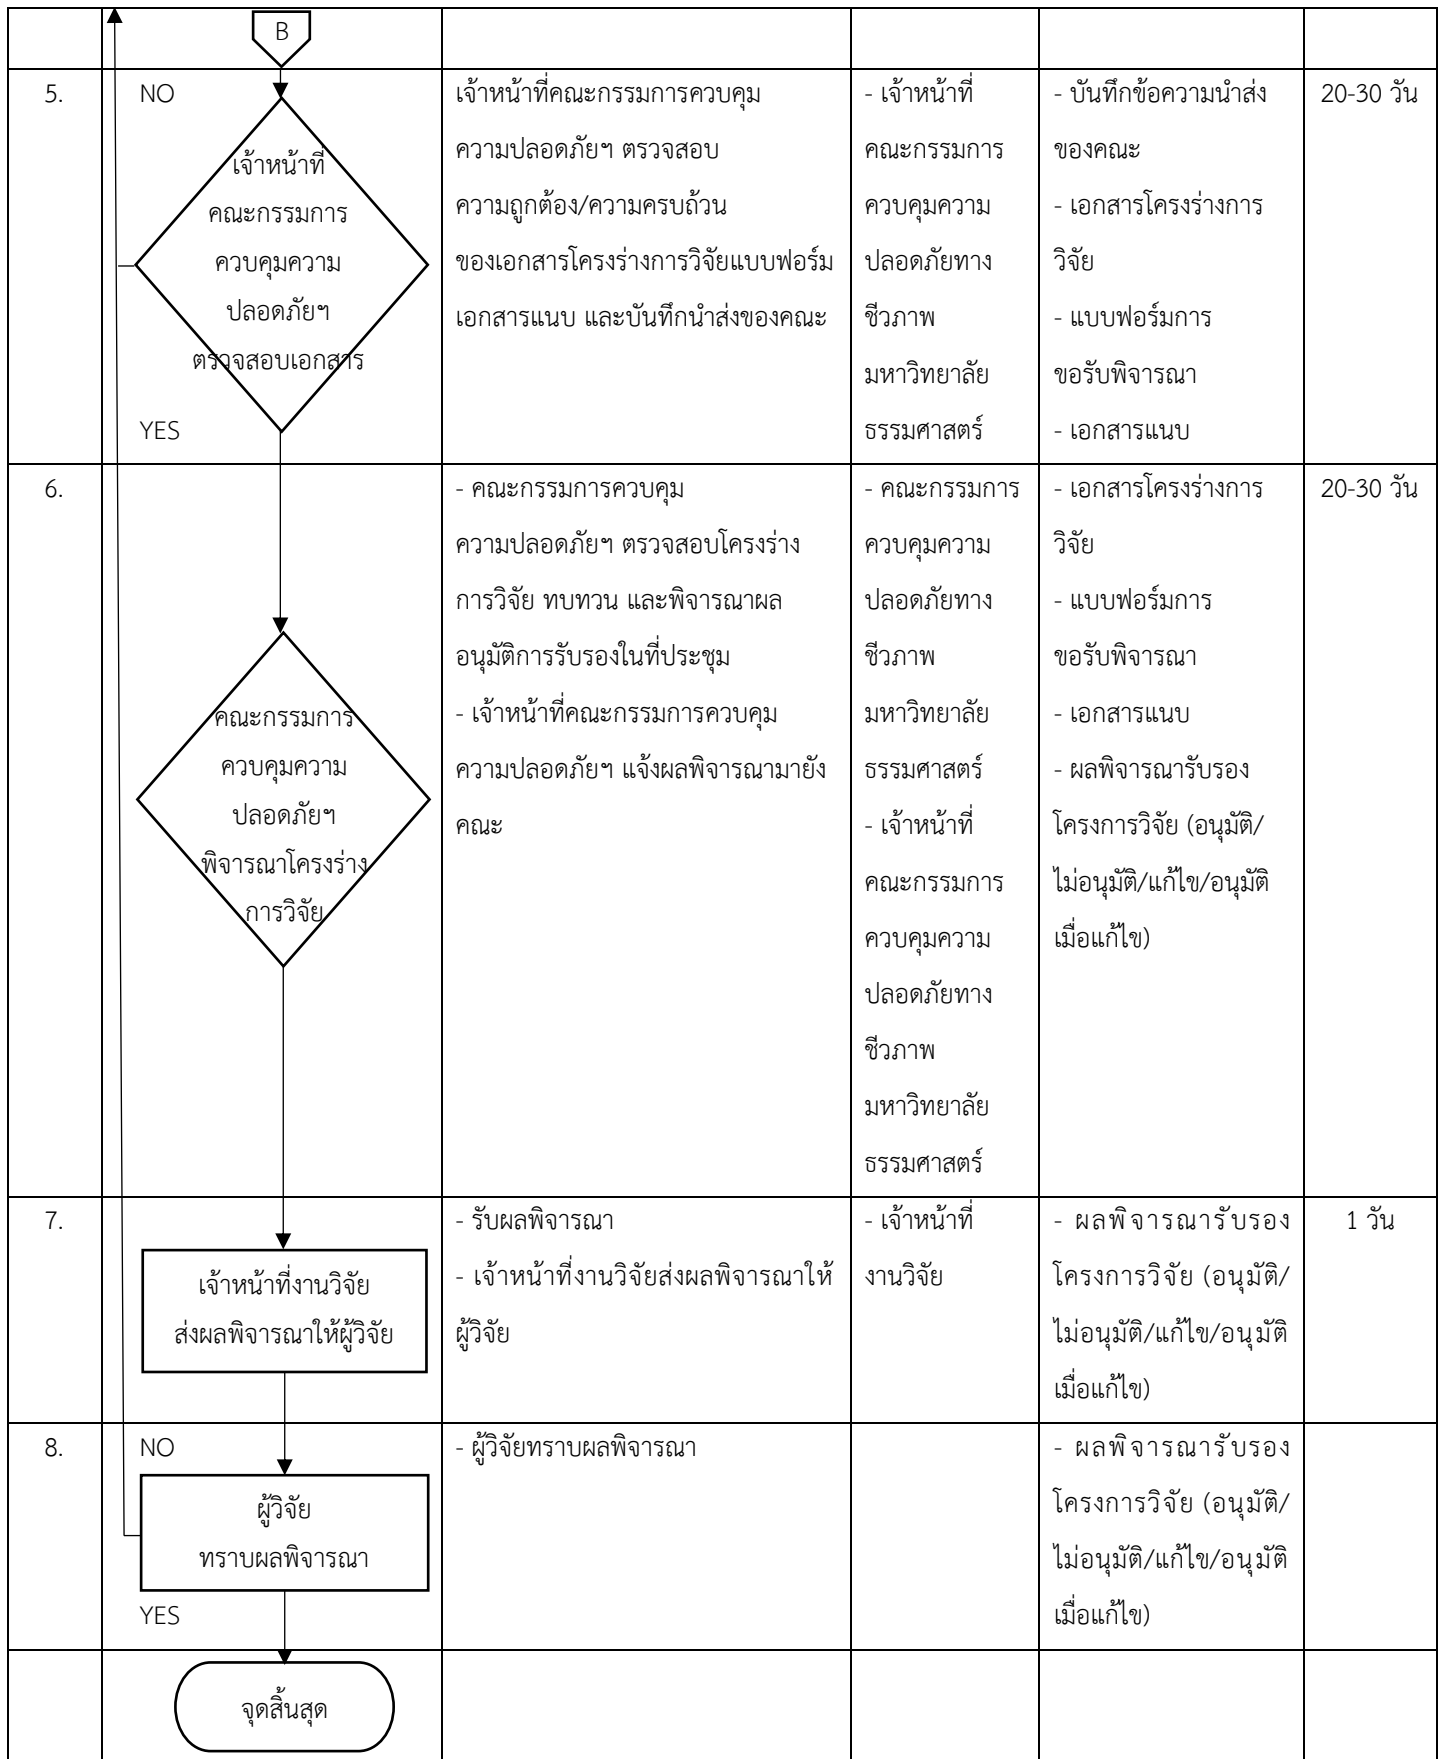 B
5.
NO
เจ้าหน้าที่
คณะกรรมการ
ควบคุมความ
ปลอดภัยฯ
ตรวจสอบเอกสาร
YES
เจ้าหน้าที่คณะกรรมการควบคุม
ความปลอดภัยฯ ตรวจสอบ
ความถูกต้อง/ความครบถ้วน
ของเอกสารโครงร่างการวิจัยแบบฟอร์ม
เอกสารแนบ และบันทึกนำส่งของคณะ
- เจ้าหน้าที่
คณะกรรมการ
ควบคุมความ
ปลอดภัยทาง
ชีวภาพ
มหาวิทยาลัย
ธรรมศาสตร์
- บันทึกข้อความนำส่ง
ของคณะ
- เอกสารโครงร่างการ
วิจัย
- แบบฟอร์มการ
ขอรับพิจารณา
- เอกสารแนบ
20-30 วัน
6.
คณะกรรมการ
ควบคุมความ
ปลอดภัยฯ
พิจารณาโครงร่าง
การวิจัย
- คณะกรรมการควบคุม
ความปลอดภัยฯ ตรวจสอบโครงร่าง
การวิจัย ทบทวน และพิจารณาผล
อนุมัติการรับรองในที่ประชุม
- เจ้าหน้าที่คณะกรรมการควบคุม
ความปลอดภัยฯ แจ้งผลพิจารณามายัง
คณะ
- คณะกรรมการ
ควบคุมความ
ปลอดภัยทาง
ชีวภาพ
มหาวิทยาลัย
ธรรมศาสตร์
- เจ้าหน้าที่
คณะกรรมการ
ควบคุมความ
ปลอดภัยทาง
ชีวภาพ
มหาวิทยาลัย
ธรรมศาสตร์
- เอกสารโครงร่างการ
วิจัย
- แบบฟอร์มการ
ขอรับพิจารณา
- เอกสารแนบ
- ผลพิจารณารับรอง
โครงการวิจัย (อนุมัติ/
ไม่อนุมัติ/แก้ไข/อนุมัติ
เมื่อแก้ไข)
20-30 วัน
7.
เจ้าหน้าที่งานวิจัย
ส่งผลพิจารณาให้ผู้วิจัย
- รับผลพิจารณา
- เจ้าหน้าที่งานวิจัยส่งผลพิจารณาให้
ผู้วิจัย
- เจ้าหน้าที่
งานวิจัย
- ผลพิจารณารับรอง
โครงการวิจัย (อนุมัติ/
ไม่อนุมัติ/แก้ไข/อนุมัติ
เมื่อแก้ไข)
1 วัน
8.
NO
ผู้วิจัย
ทราบผลพิจารณา
YES
- ผู้วิจัยทราบผลพิจารณา
- ผลพิจารณารับรอง
โครงการวิจัย (อนุมัติ/
ไม่อนุมัติ/แก้ไข/อนุมัติ
เมื่อแก้ไข)
จุดสิ้นสุด